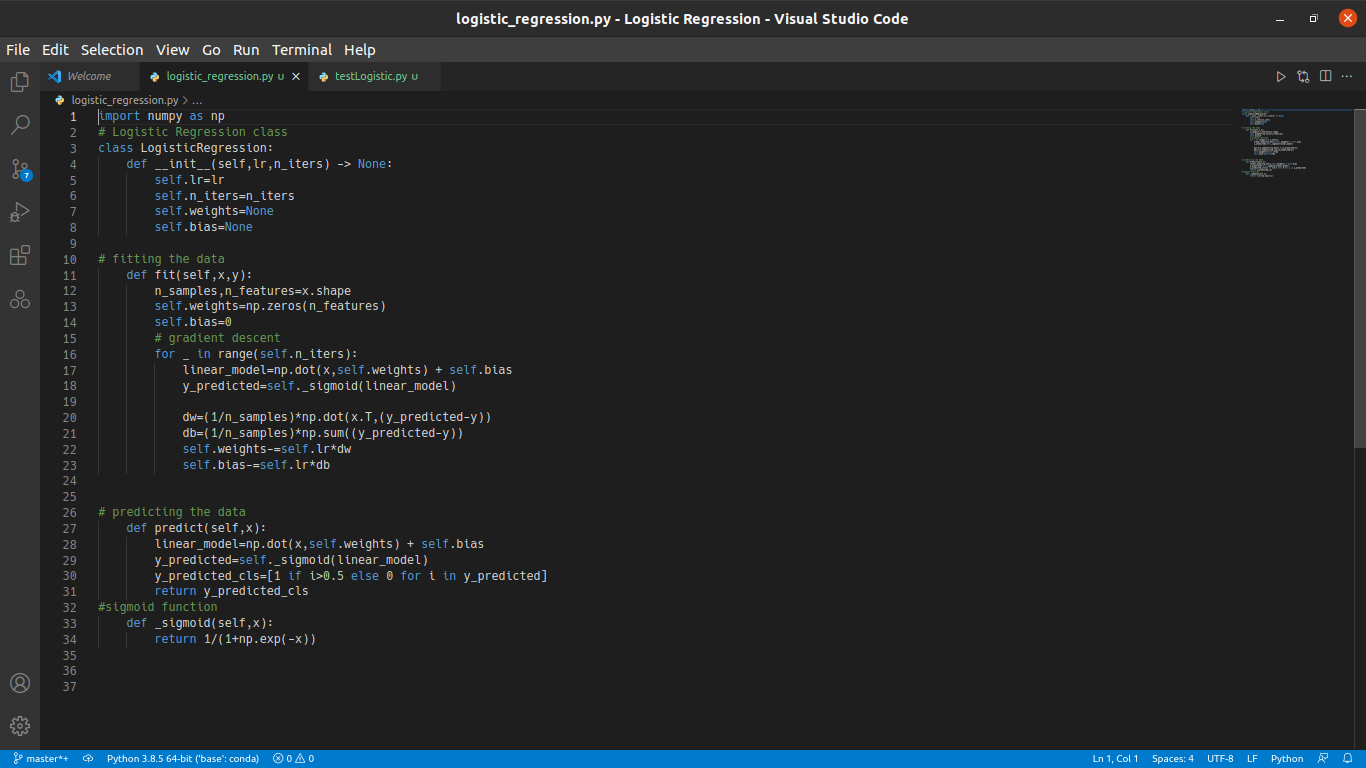 logistic_regression.py - Logistic Regression - Visual Studio Code
File Edit Selection View Go Run Terminal Help
Welcome logistic_regression.py U testLogistic.py U
logistic_regression.py > ...
1 import numpy as np
2 # Logistic Regression class
3 class LogisticRegression:
4     def __init__(self,lr,n_iters) -> None:
5         self.lr=lr
6         self.n_iters=n_iters
7         self.weights=None
8         self.bias=None
9
10 # fitting the data
11     def fit(self,x,y):
12         n_samples,n_features=x.shape
13         self.weights=np.zeros(n_features)
14         self.bias=0
15         # gradient descent
16         for _ in range(self.n_iters):
17             linear_model=np.dot(x,self.weights) + self.bias
18             y_predicted=self._sigmoid(linear_model)
19
20             dw=(1/n_samples)*np.dot(x.T,(y_predicted-y))
21             db=(1/n_samples)*np.sum((y_predicted-y))
22             self.weights-=self.lr*dw
23             self.bias-=self.lr*db
24
25
26 # predicting the data
27     def predict(self,x):
28         linear_model=np.dot(x,self.weights) + self.bias
29         y_predicted=self._sigmoid(linear_model)
30         y_predicted_cls=[1 if i>0.5 else 0 for i in y_predicted]
31         return y_predicted_cls
32 #sigmoid function
33     def _sigmoid(self,x):
34         return 1/(1+np.exp(-x))
35
36
37
7
master*+ Python 3.8.5 64-bit ('base': conda) 0 0 Ln 1, Col 1 Spaces: 4 UTF-8 LF Python